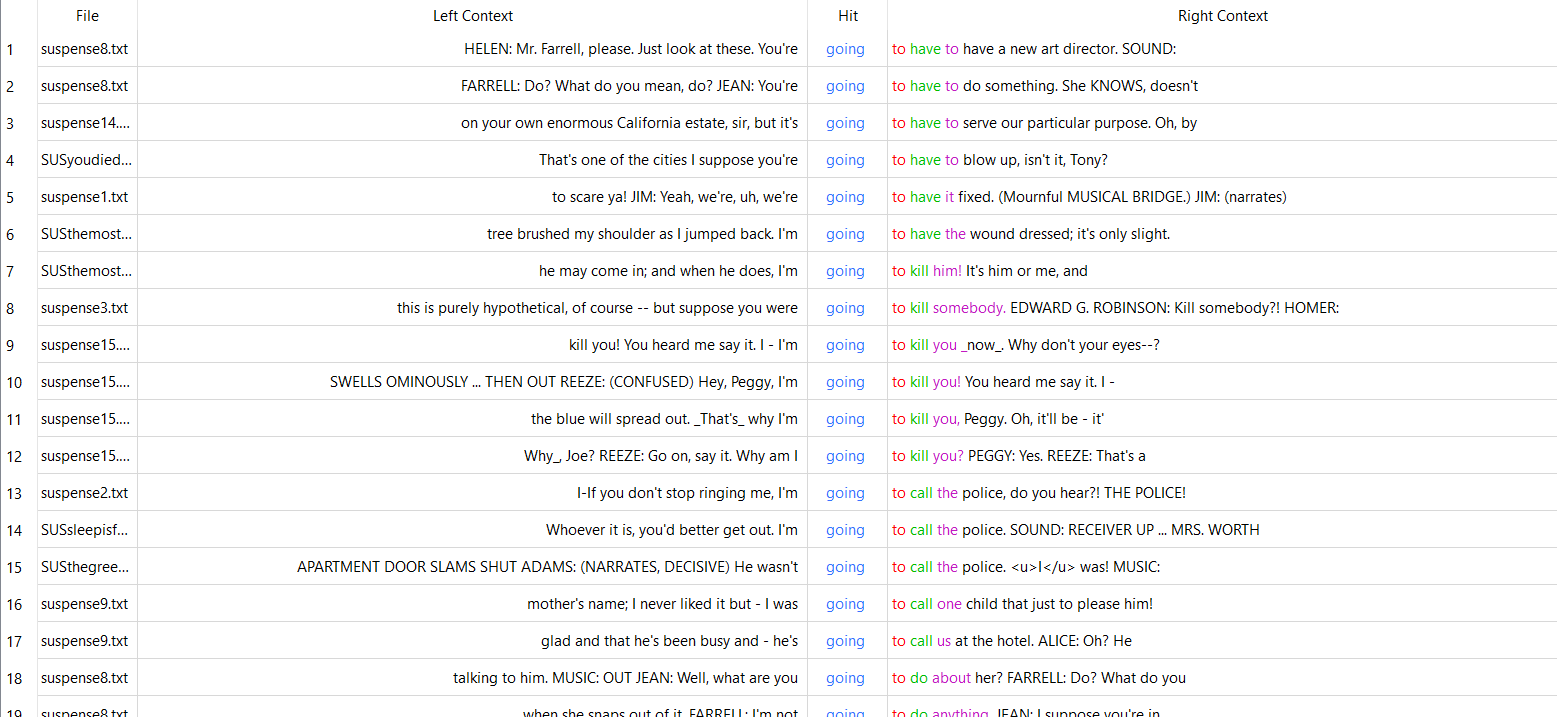 File Left Context Hit Right Context
1 suspense8.txt HELEN: Mr. Farrell, please. Just look at these. You're going to have to have a new art director. SOUND:
2 suspense8.txt FARRELL: Do? What do you mean, do? JEAN: You're going to have to do something. She KNOWS, doesn't
3 suspense14.... on your own enormous California estate, sir, but it's going to have to serve our particular purpose. Oh, by
4 SUSyoudied... That's one of the cities I suppose you're going to have to blow up, isn't it, Tony?
5 suspense1.txt to scare ya! JIM: Yeah, we're, uh, we're going to have it fixed. (Mournful MUSICAL BRIDGE.) JIM: (narrates)
6 SUSthemost... tree brushed my shoulder as I jumped back. I'm going to have the wound dressed; it's only slight.
7 SUSthemost... he may come in; and when he does, I'm going to kill him! It's him or me, and
8 suspense3.txt this is purely hypothetical, of course -- but suppose you were going to kill somebody. EDWARD G. ROBINSON: Kill somebody?! HOMER:
9 suspense15.... kill you! You heard me say it. I - I'm going to kill you _now_. Why don't your eyes--?
10 suspense15.... SWELLS OMINOUSLY ... THEN OUT REEZE: (CONFUSED) Hey, Peggy, I'm going to kill you! You heard me say it. I -
11 suspense15.... the blue will spread out. _That's_ why I'm going to kill you, Peggy. Oh, it'll be - it'
12 suspense15.... Why_, Joe? REEZE: Go on, say it. Why am I going to kill you? PEGGY: Yes. REEZE: That's a
13 suspense2.txt I-If you don't stop ringing me, I'm going to call the police, do you hear?! THE POLICE!
14 SUSsleepisf... Whoever it is, you'd better get out. I'm going to call the police. SOUND: RECEIVER UP ... MRS. WORTH
15 SUSthegree... APARTMENT DOOR SLAMS SHUT ADAMS: (NARRATES, DECISIVE) He wasn't going to call the police. <u>I</u> was! MUSIC:
16 suspense9.txt mother's name; I never liked it but - I was going to call one child that just to please him!
17 suspense9.txt glad and that he's been busy and - he's going to call us at the hotel. ALICE: Oh? He
18 suspense8.txt talking to him. MUSIC: OUT JEAN: Well, what are you going to do about her? FARRELL: Do? What do you
19 suspense8.txt when she snaps out of it. FARRELL: I'm not going to do anything. JEAN: I suppose you're in